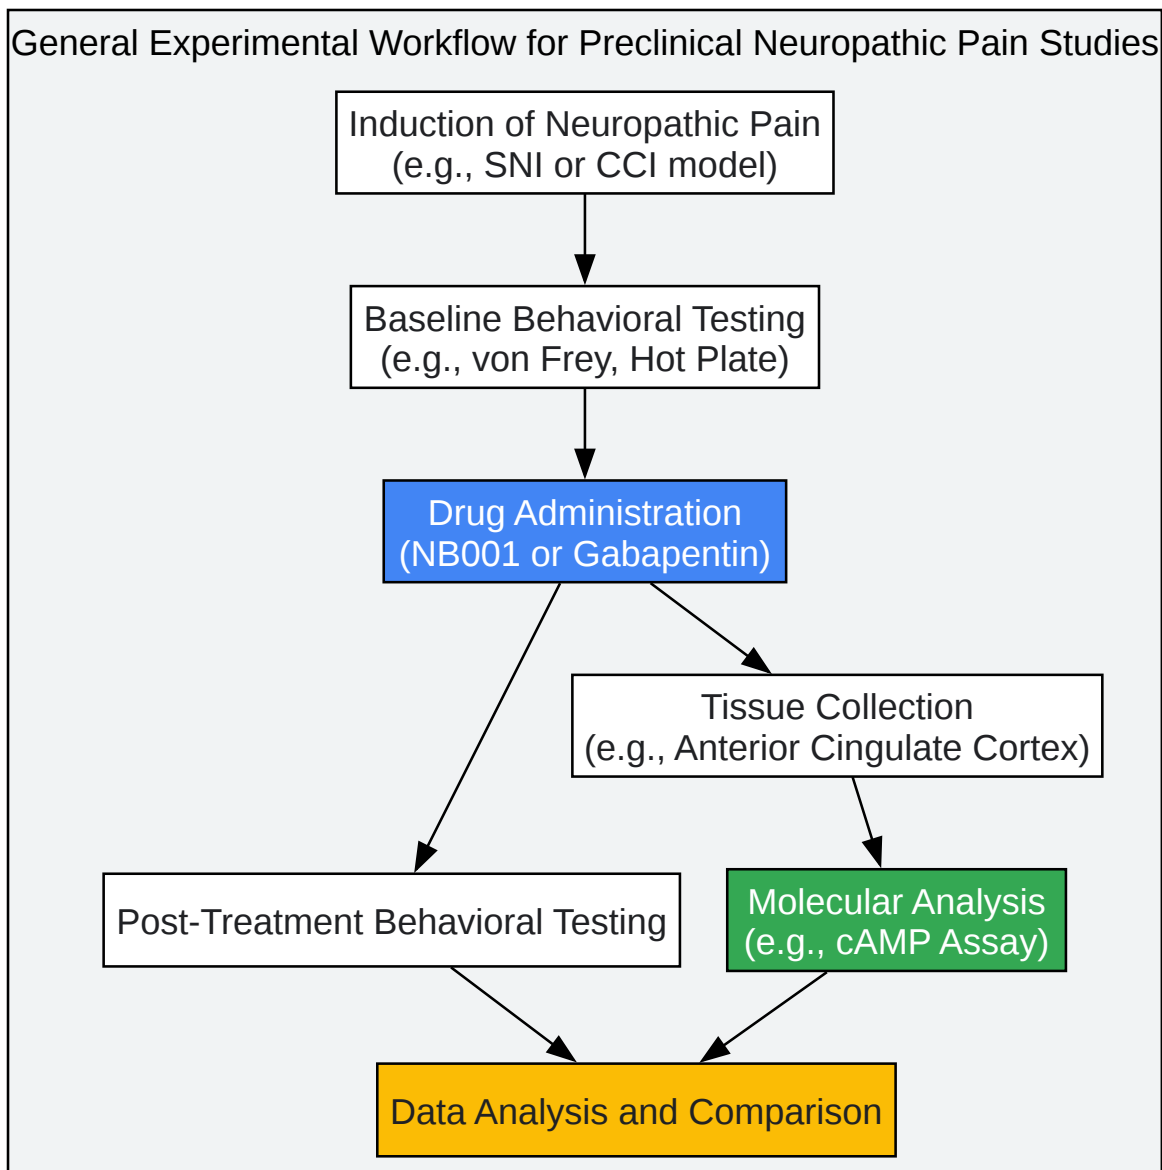 General Experimental Workflow for Preclinical Neuropathic Pain Studies
Induction of Neuropathic Pain
(e.g., SNI or CCI model)
Baseline Behavioral Testing
(e.g., von Frey, Hot Plate)
Drug Administration
(NB001 or Gabapentin)
Tissue Collection
(e.g., Anterior Cingulate Cortex)
Post-Treatment Behavioral Testing
Molecular Analysis
(e.g., cAMP Assay)
Data Analysis and Comparison